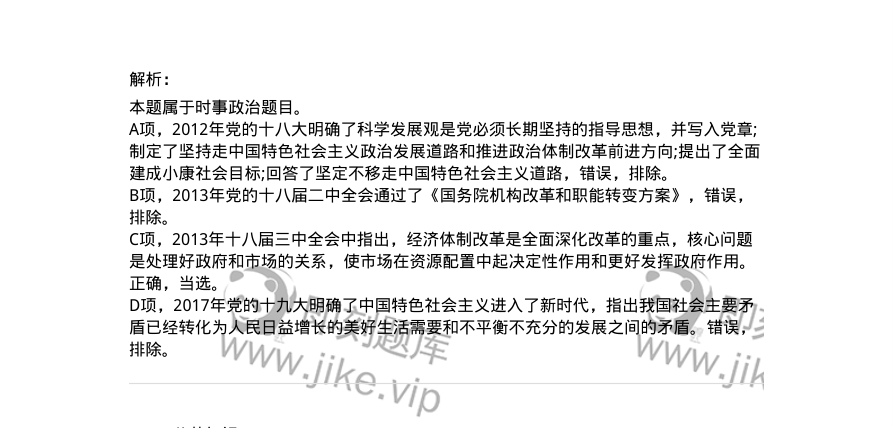 解析：
本题属于时事政治题目。
A项，2012年党的十八大明确了科学发展观是党必须长期坚持的指导思想，并写入党章;
制定了坚持走中国特色社会主义政治发展道路和推进政治体制改革前进方向;提出了全面
建成小康社会目标;回答了坚定不移走中国特色社会主义道路，错误，排除。
B项，2013年党的十八届二中全会通过了《国务院机构改革和职能转变方案》，错误，
排除。
C项，2013年十八届三中全会中指出，经济体制改革是全面深化改革的重点，核心问题
是处理好政府和市场的关系，使市场在资源配置中起决定性作用和更好发挥政府作用。
正确，当选。
D项，2017年党的十九大明确了中国特色社会主义进入了新时代，指出我国社会主要矛
盾已经转化为人民日益增长的美好生活需要和不平衡不充分的发展之间的矛盾。错误，
排除。
即刻题库
www.jike.vip
即刻
www.jik